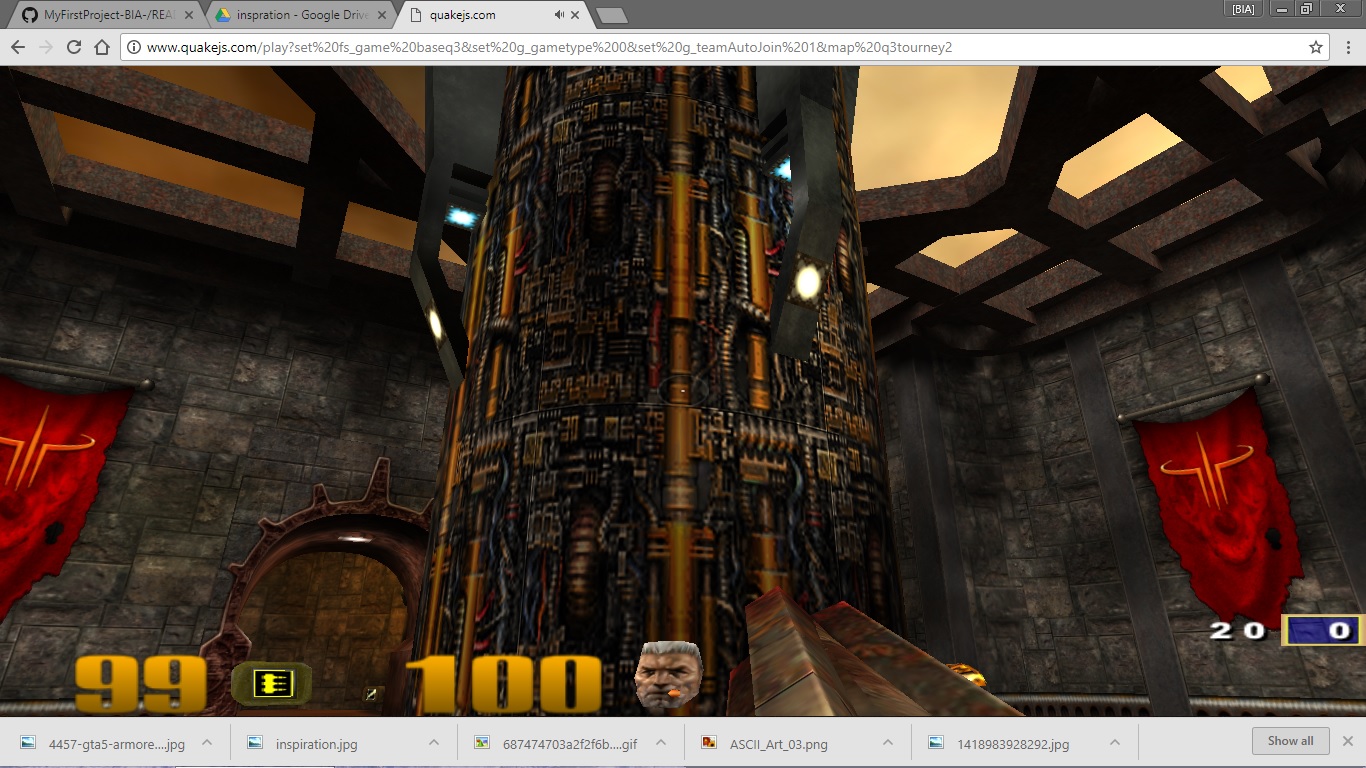 MyFirstProject-BIA-/REA
inspration - Google Drive
quakejs.com
[BIA]
www.quakejs.com/play?set%20fs_game%20baseq3&set%20g_gametype%200&set%20g_teamAutoJoin%201&map%20q3tourney2
20 0
99 100
4457-gta5-armore....jpg
inspiration.jpg
687474703a2f2f6b....gif
ASCII_Art_03.png
1418983928292.jpg
Show all